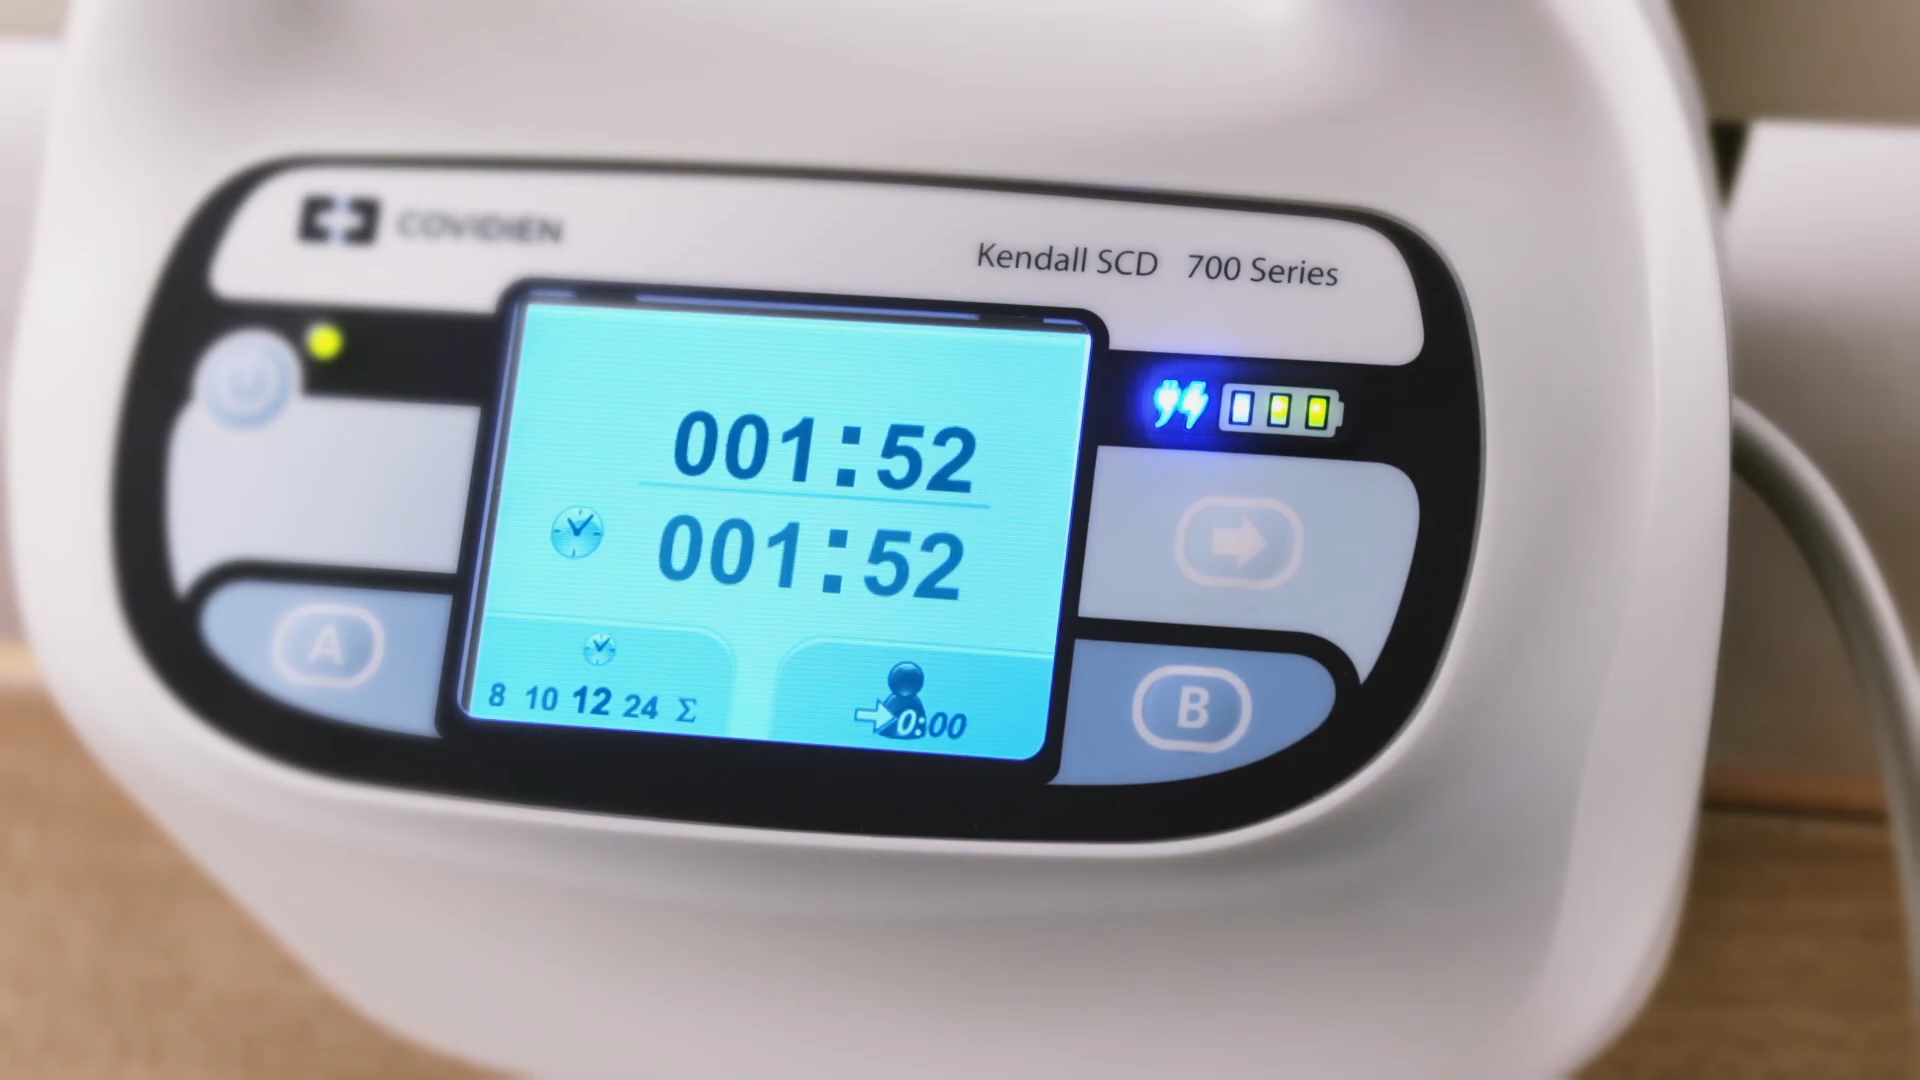 COVIDIEN
Kendall SCD 700 Series
001:52
001:52
8 10 12 24 Σ
0:00
A
B